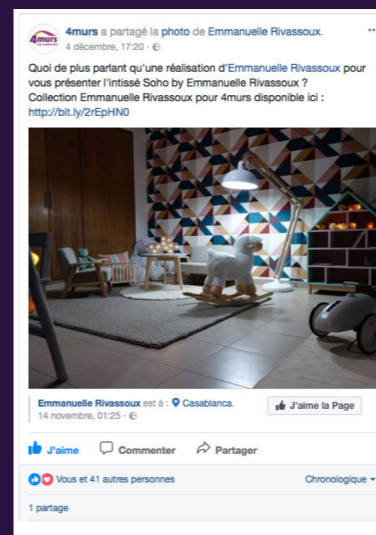 4murs
4murs a partagé la photo de Emmanuelle Rivassoux.
4 décembre, 17:20 ·
Quoi de plus parlant qu'une réalisation d'Emmanuelle Rivassoux pour
vous présenter l'intissé Soho by Emmanuelle Rivassoux ?
Collection Emmanuelle Rivassoux pour 4murs disponible ici :
http://bit.ly/2rEpHN0
Emmanuelle Rivassoux est à : Casablanca.
14 novembre, 01:25 ·
J'aime la Page
J'aime Commenter Partager
Vous et 41 autres personnes Chronologique
1 partage